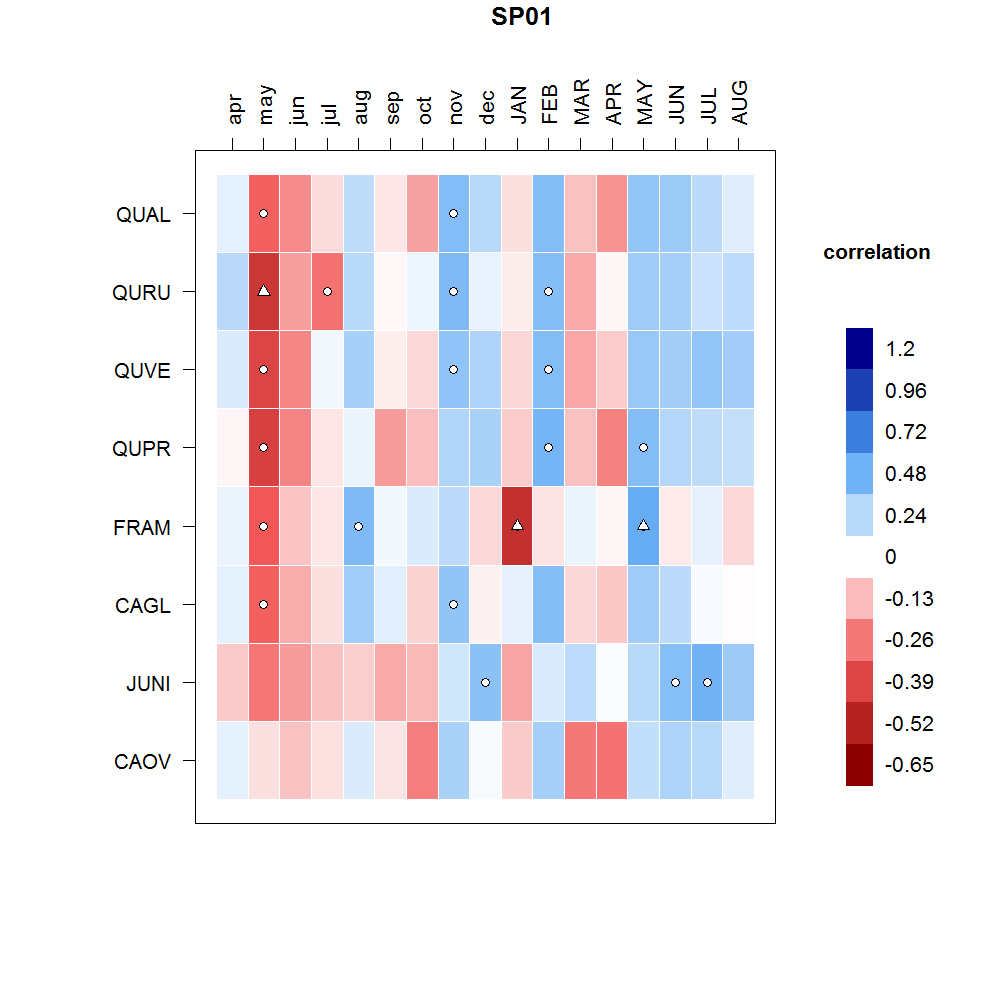 SP01
apr may jun jul aug sep oct nov dec JAN FEB MAR APR MAY JUN JUL AUG
QUAL
QURU
QUVE
QUPR
FRAM
CAGL
JUNI
CAOV
correlation
1.2
0.96
0.72
0.48
0.24
0
-0.13
-0.26
-0.39
-0.52
-0.65